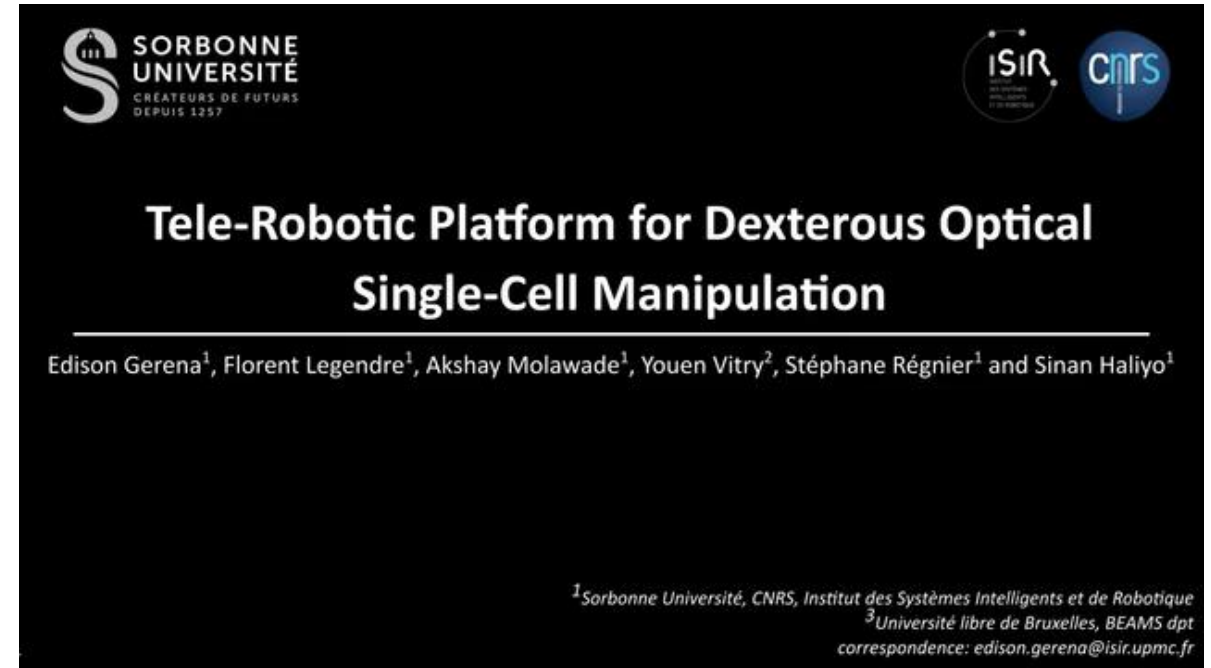 SORBONNE
UNIVERSITÉ
CRÉATEURS DE FUTURS
DEPUIS 1257
ISIR
cnrs
Tele-Robotic Platform for Dexterous Optical
Single-Cell Manipulation
Edison Gerena¹, Florent Legendre¹, Akshay Molawade¹, Youen Vitry², Stéphane Régnier¹ and Sinan Haliyo¹
¹Sorbonne Université, CNRS, Institut des Systèmes Intelligents et de Robotique
³Université libre de Bruxelles, BEAMS dpt
correspondence: edison.gerena@isir.upmc.fr